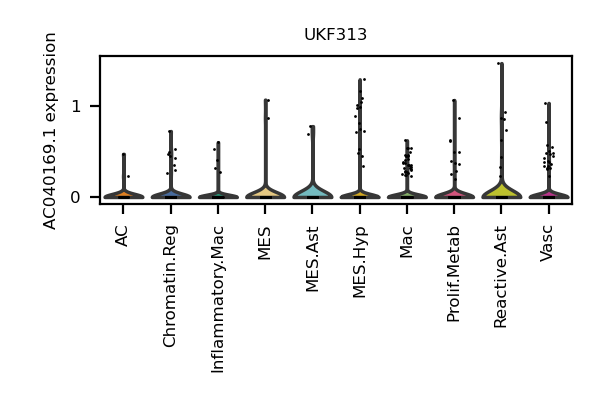 UKF313
AC040169.1 expression
1
0
AC
Chromatin.Reg
Inflammatory.Mac
MES
MES.Ast
MES.Hyp
Mac
Prolif.Metab
Reactive.Ast
Vasc